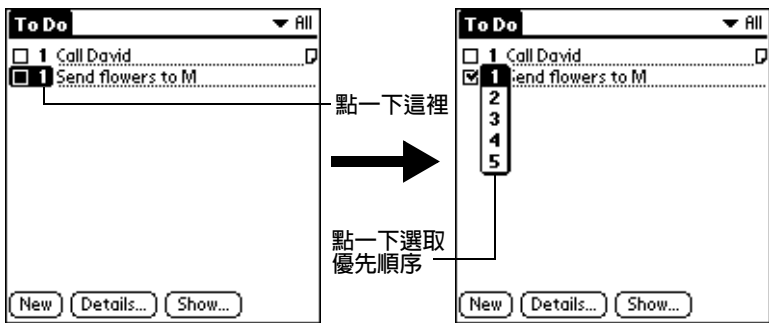 To Do All
1 Call David
1 Send flowers to M
New Details... Show...
點一下這裡
點一下選取
優先順序
To Do All
1 Call David
1 end flowers to M
2
3
4
5
New Details... Show...